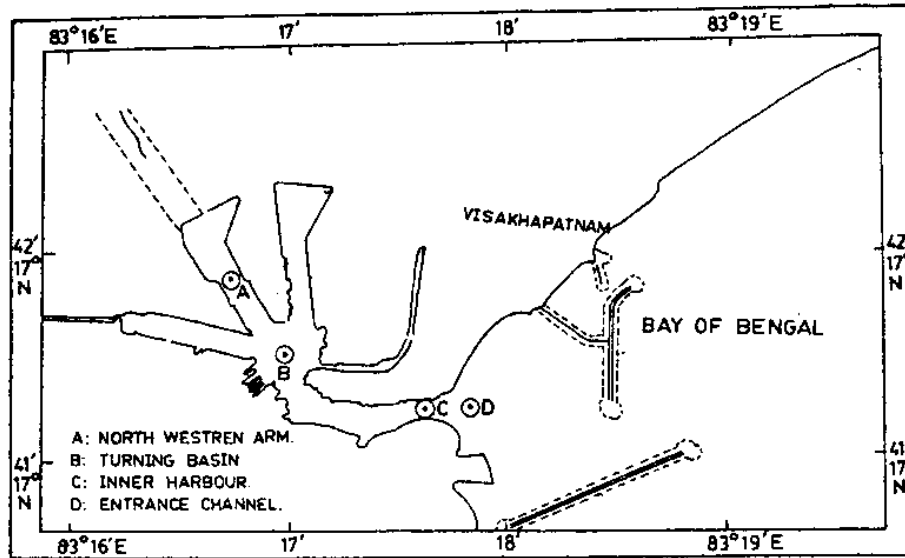 83°16'E 17' 18' 83°19'E
VISAKHAPATNAM
42'
17°
N
42'
17°
N
A
BAY OF BENGAL
B
C D
A: NORTH WESTREN ARM.
B: TURNING BASIN
C: INNER HARBOUR
D: ENTRANCE CHANNEL.
41'
17°
N
41'
17°
N
83°16'E 17' 18' 83°19'E